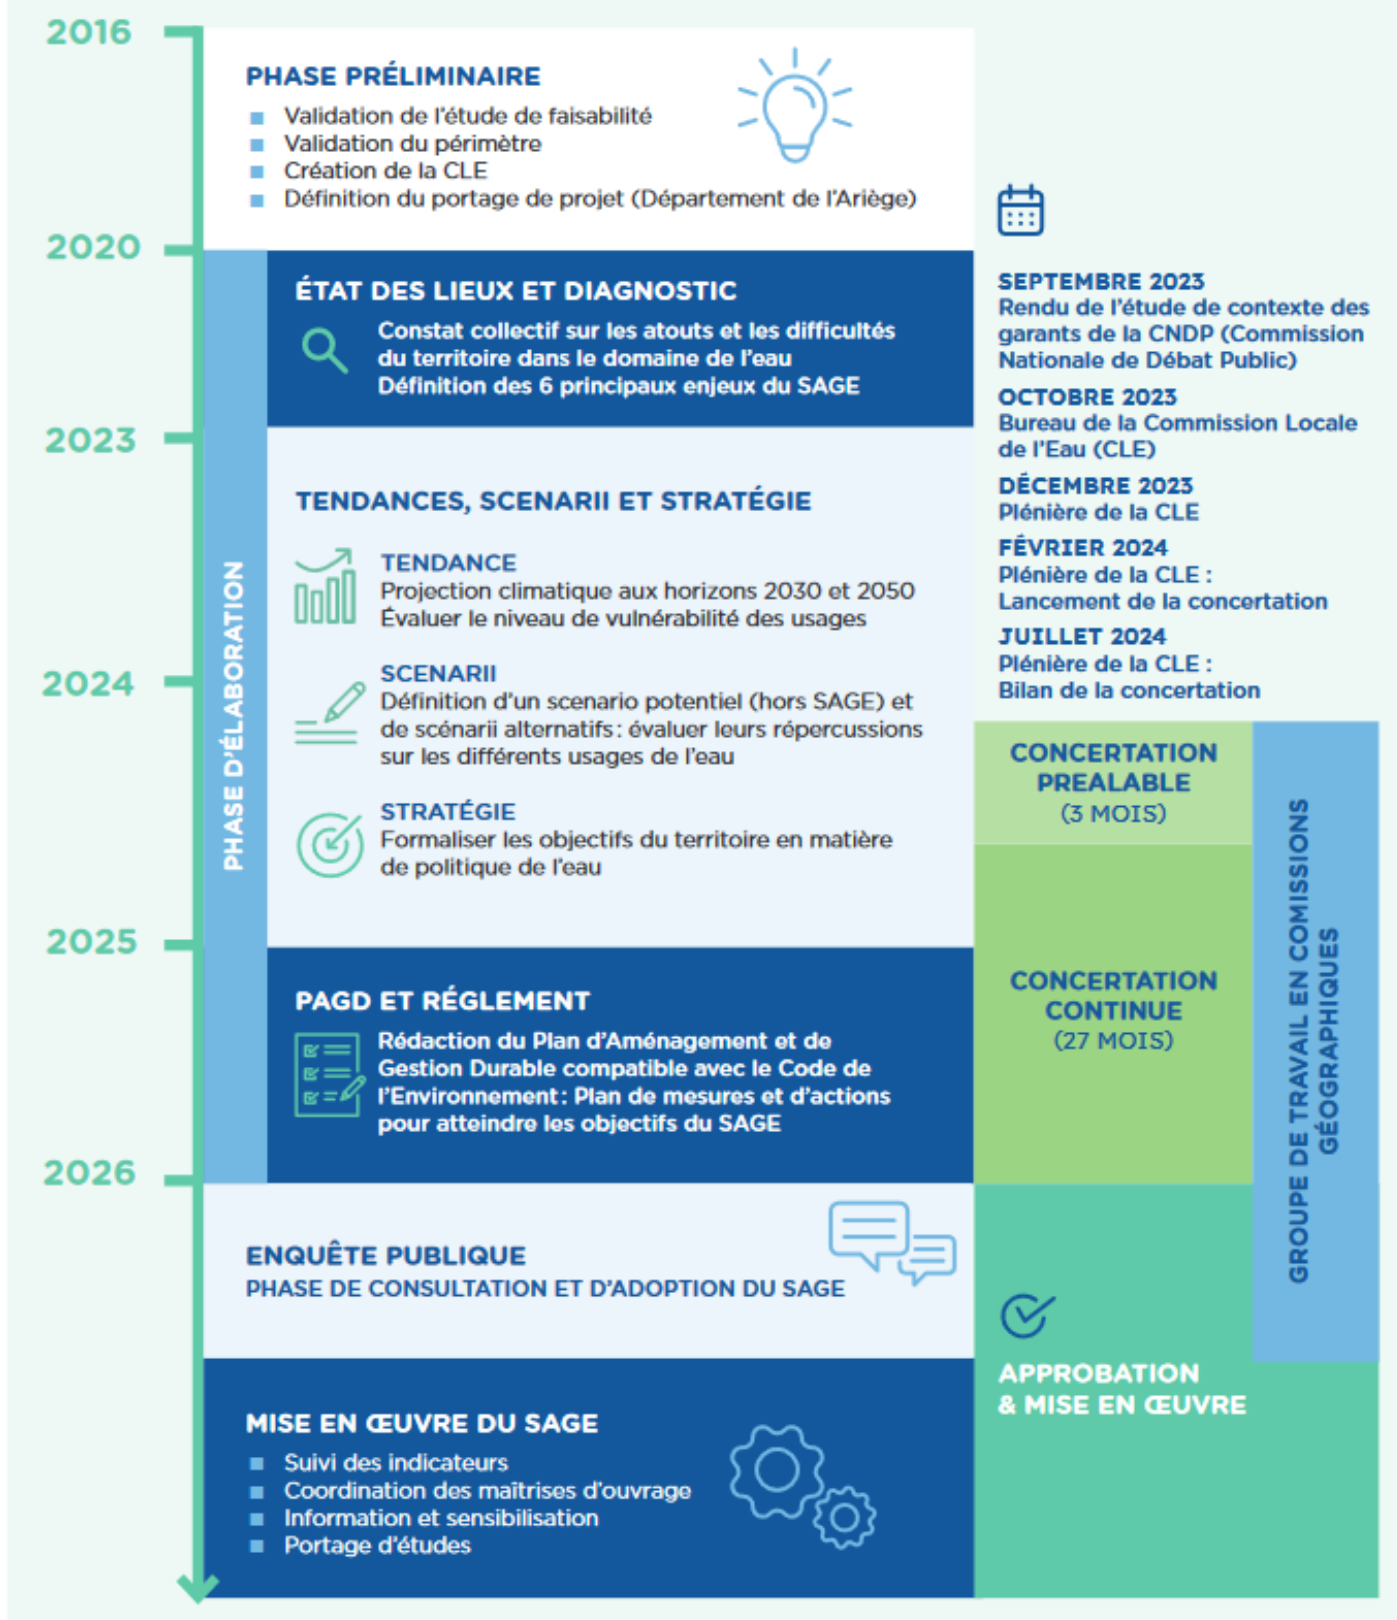 2016
PHASE PRÉLIMINAIRE
Validation de l'étude de faisabilité
Validation du périmètre
Création de la CLE
Définition du portage de projet (Département de l'Ariège)
2020
ÉTAT DES LIEUX ET DIAGNOSTIC
Constat collectif sur les atouts et les difficultés
du territoire dans le domaine de l'eau
Définition des 6 principaux enjeux du SAGE
2023
PHASE D'ÉLABORATION
TENDANCES, SCENARII ET STRATÉGIE
TENDANCE
Projection climatique aux horizons 2030 et 2050
Évaluer le niveau de vulnérabilité des usages
2024
SCENARII
Définition d'un scenario potentiel (hors SAGE) et
de scénarii alternatifs : évaluer leurs répercussions
sur les différents usages de l'eau
STRATÉGIE
Formaliser les objectifs du territoire en matière
de politique de l'eau
2025
PAGD ET RÉGLEMENT
Rédaction du Plan d'Aménagement et de
Gestion Durable compatible avec le Code de
l'Environnement : Plan de mesures et d'actions
pour atteindre les objectifs du SAGE
2026
ENQUÊTE PUBLIQUE
PHASE DE CONSULTATION ET D'ADOPTION DU SAGE
MISE EN ŒUVRE DU SAGE
Suivi des indicateurs
Coordination des maîtrises d'ouvrage
Information et sensibilisation
Portage d'études
SEPTEMBRE 2023
Rendu de l'étude de contexte des
garants de la CNDP (Commission
Nationale de Débat Public)
OCTOBRE 2023
Bureau de la Commission Locale
de l'Eau (CLE)
DÉCEMBRE 2023
Plénière de la CLE
FÉVRIER 2024
Plénière de la CLE :
Lancement de la concertation
JUILLET 2024
Plénière de la CLE :
Bilan de la concertation
CONCERTATION
PREALABLE
(3 MOIS)
CONCERTATION
CONTINUE
(27 MOIS)
GROUPE DE TRAVAIL EN COMISSIONS
GÉOGRAPHIQUES
APPROBATION
& MISE EN ŒUVRE